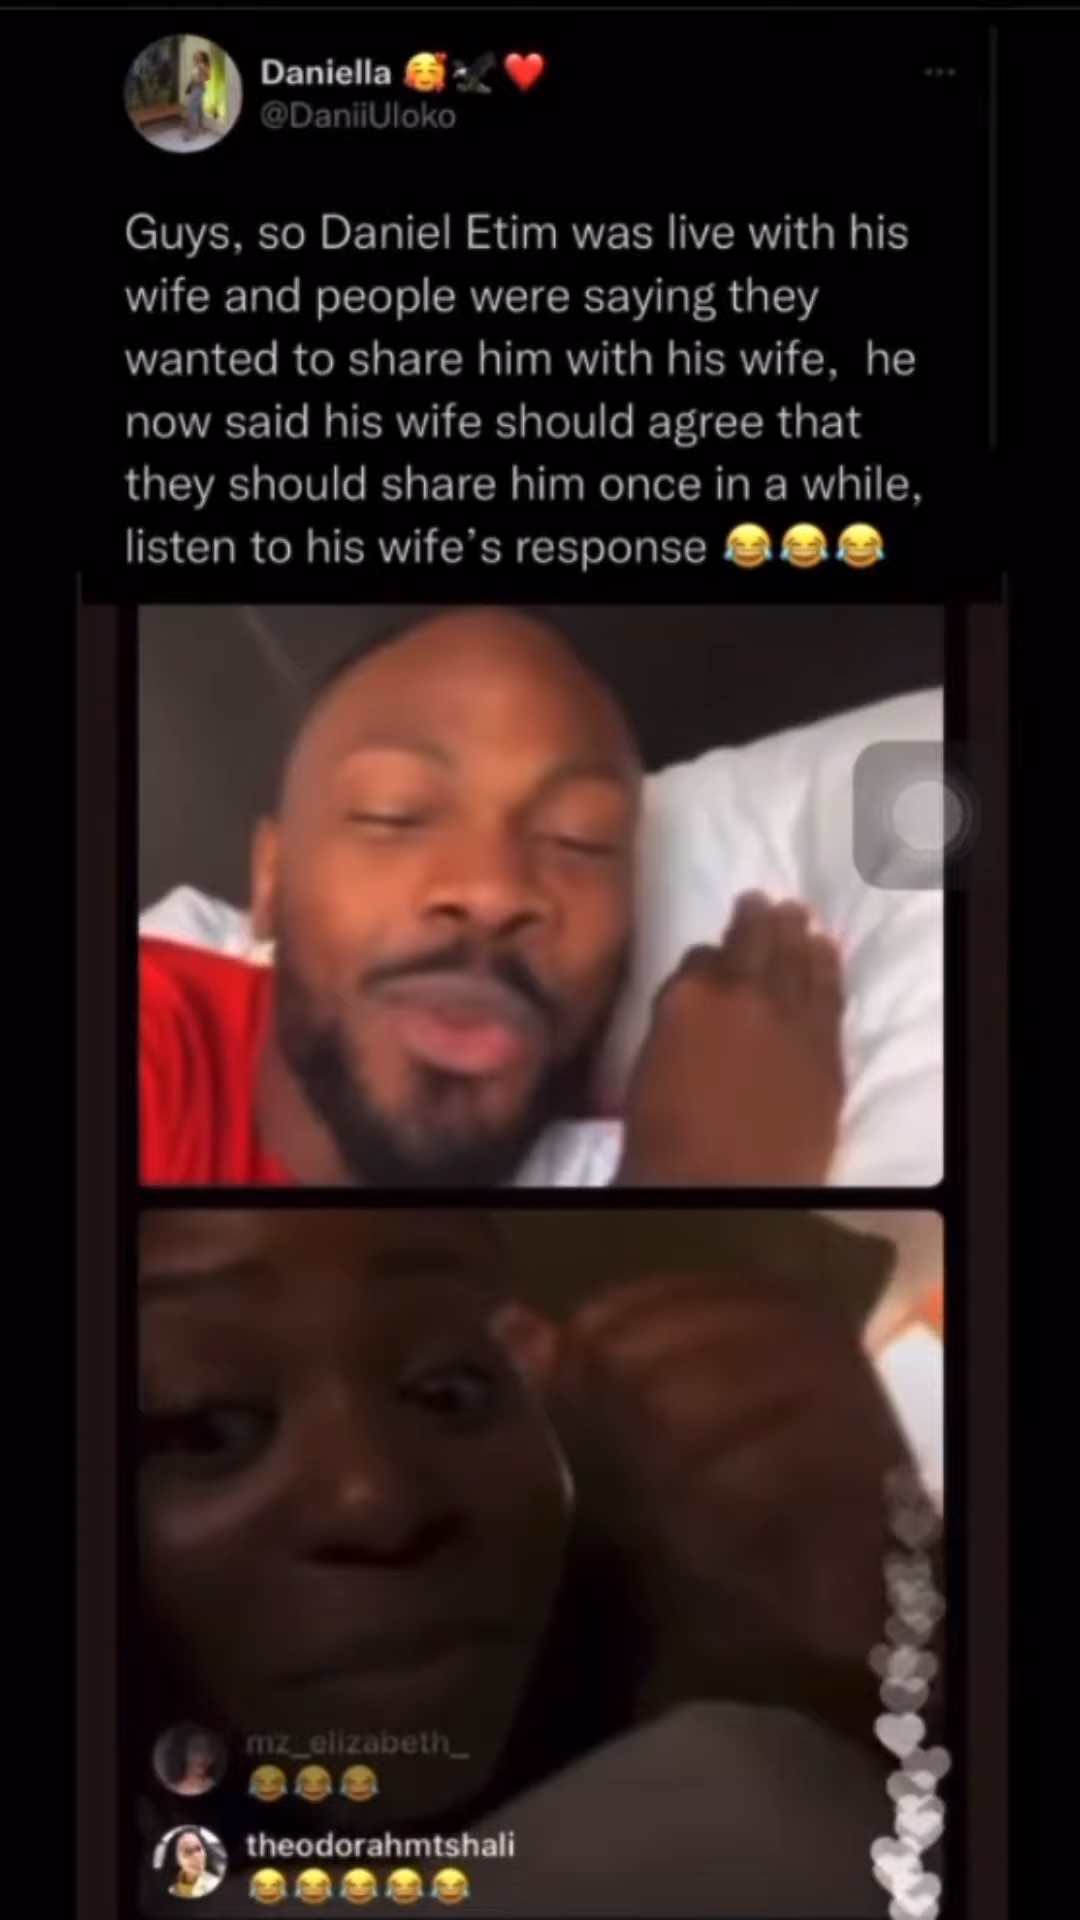 Daniella 🥰🦅❤️
@DaniiUloko
Guys, so Daniel Etim was live with his
wife and people were saying they
wanted to share him with his wife, he
now said his wife should agree that
they should share him once in a while,
listen to his wife's response 😂😂😂
mz_elizabeth_
😂😂😂
theodorahmtshali
😂😂😂😂😂